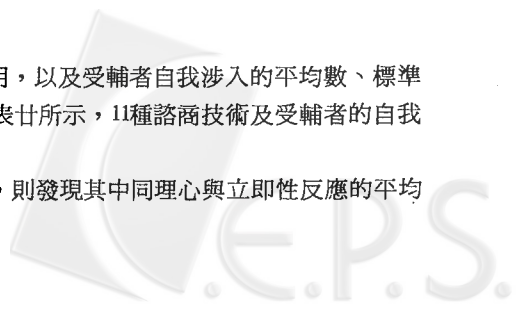 ，以及受輔者自我涉入的平均數、標準
表廿所示，11種諮商技術及受輔者的自我
，則發現其中同理心與立即性反應的平均
C.E.P.S.